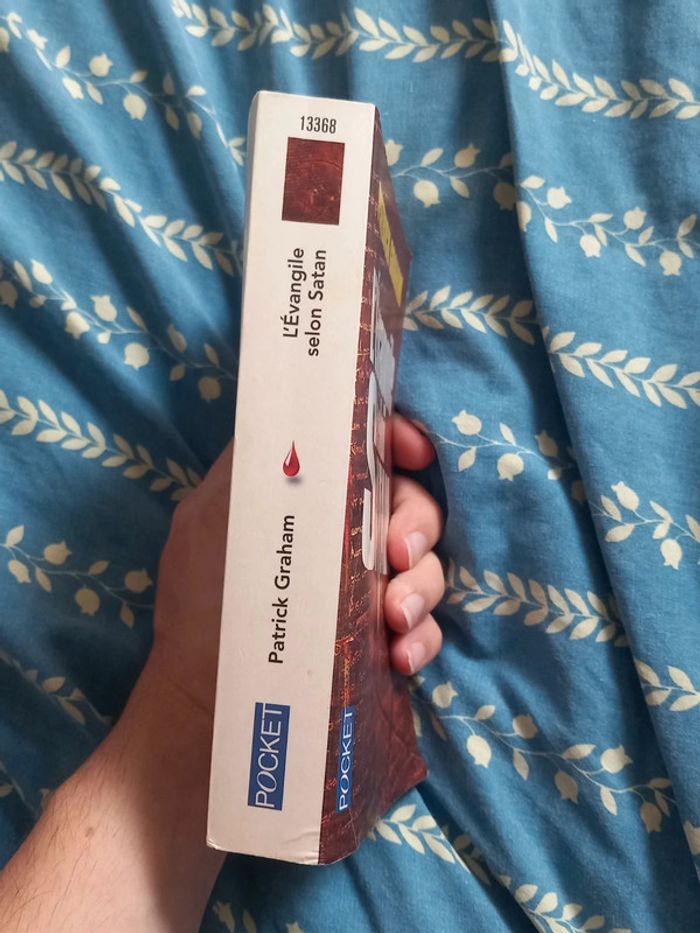 13368
L'Évangile
selon Satan
Patrick Graham
POCKET
POCKET